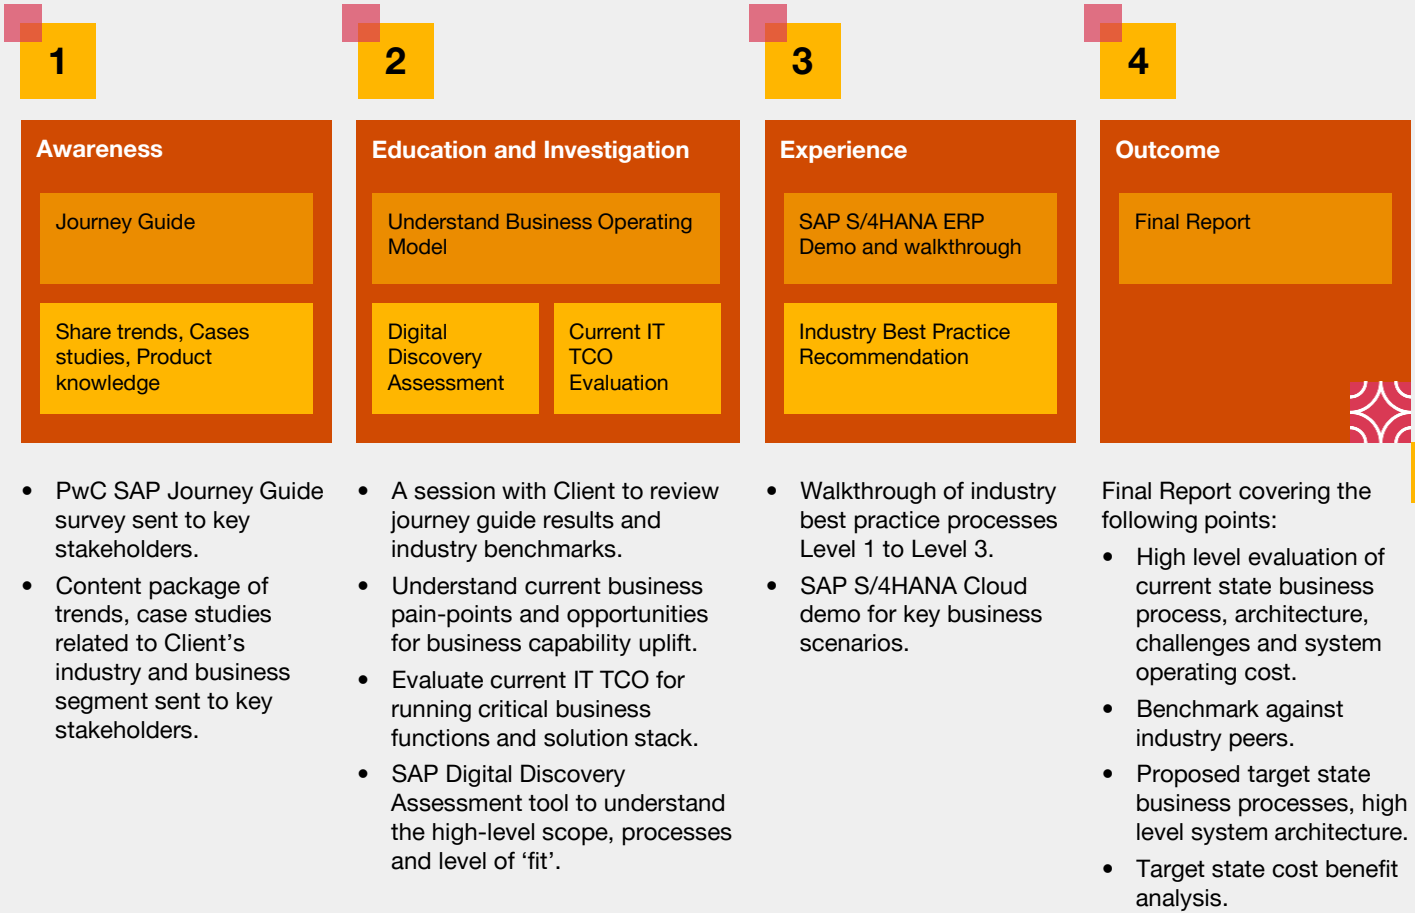 1
Awareness
Journey Guide
Share trends, Cases
studies, Product
knowledge
• PwC SAP Journey Guide
survey sent to key
stakeholders.
• Content package of
trends, case studies
related to Client’s
industry and business
segment sent to key
stakeholders.
2
Education and Investigation
Understand Business Operating
Model
Digital
Discovery
Assessment
Current IT
TCO
Evaluation
• A session with Client to review
journey guide results and
industry benchmarks.
• Understand current business
pain-points and opportunities
for business capability uplift.
• Evaluate current IT TCO for
running critical business
functions and solution stack.
• SAP Digital Discovery
Assessment tool to understand
the high-level scope, processes
and level of ‘fit’.
3
Experience
SAP S/4HANA ERP
Demo and walkthrough
Industry Best Practice
Recommendation
• Walkthrough of industry
best practice processes
Level 1 to Level 3.
• SAP S/4HANA Cloud
demo for key business
scenarios.
4
Outcome
Final Report
Final Report covering the
following points:
• High level evaluation of
current state business
process, architecture,
challenges and system
operating cost.
• Benchmark against
industry peers.
• Proposed target state
business processes, high
level system architecture.
• Target state cost benefit
analysis.